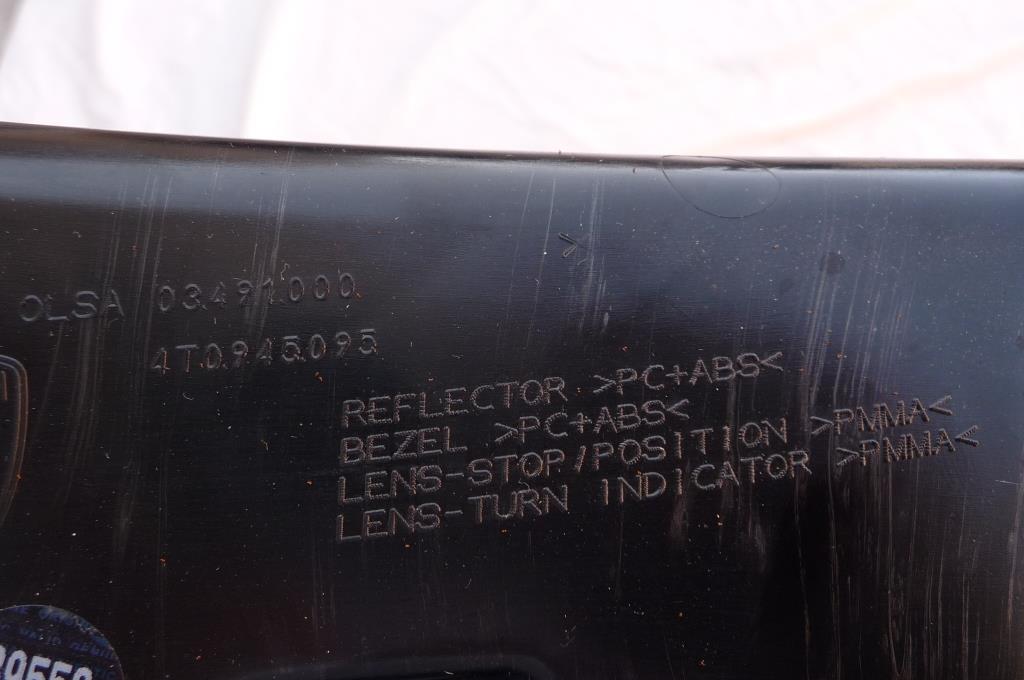 OLSA 03491000
4T0945095
REFLECTOR >PC+ABS<
BEZEL >PC+ABS<
LENS-STOP/POSITION >PMMA<
LENS-TURN INDICATOR >PMMA<